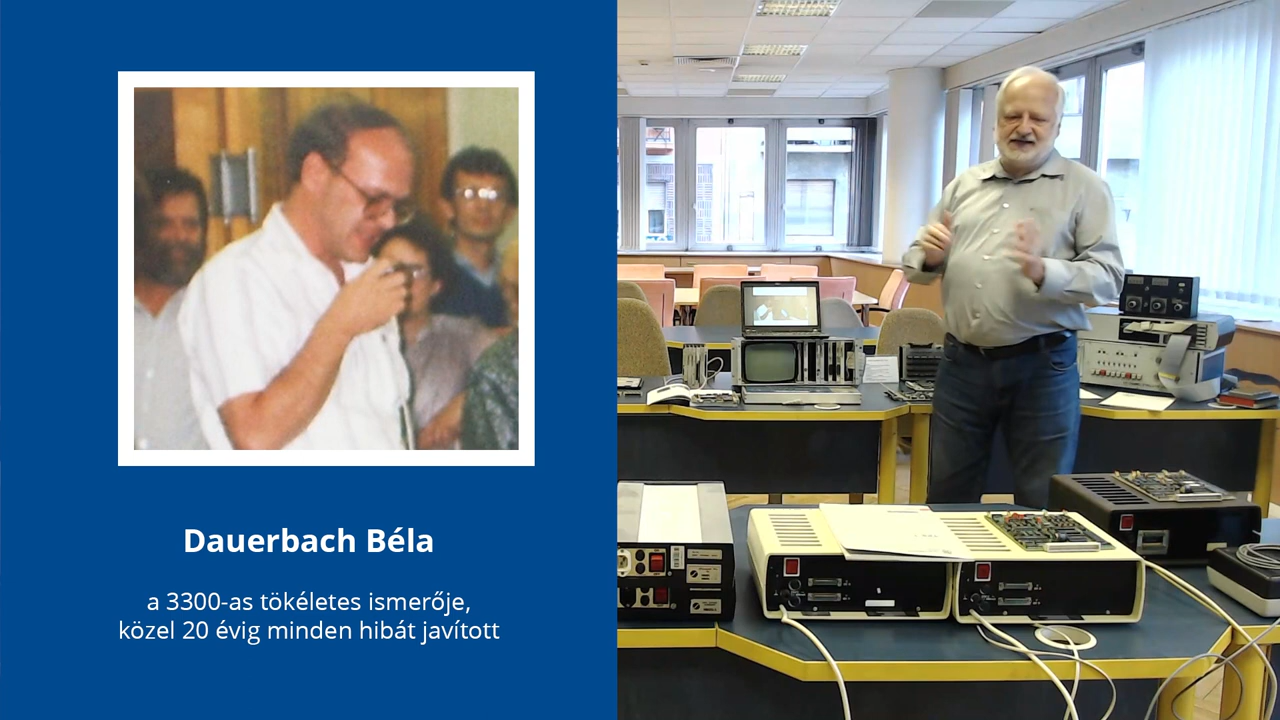 Dauerbach Béla
a 3300-as tökéletes ismerője,
közel 20 évig minden hibát javított